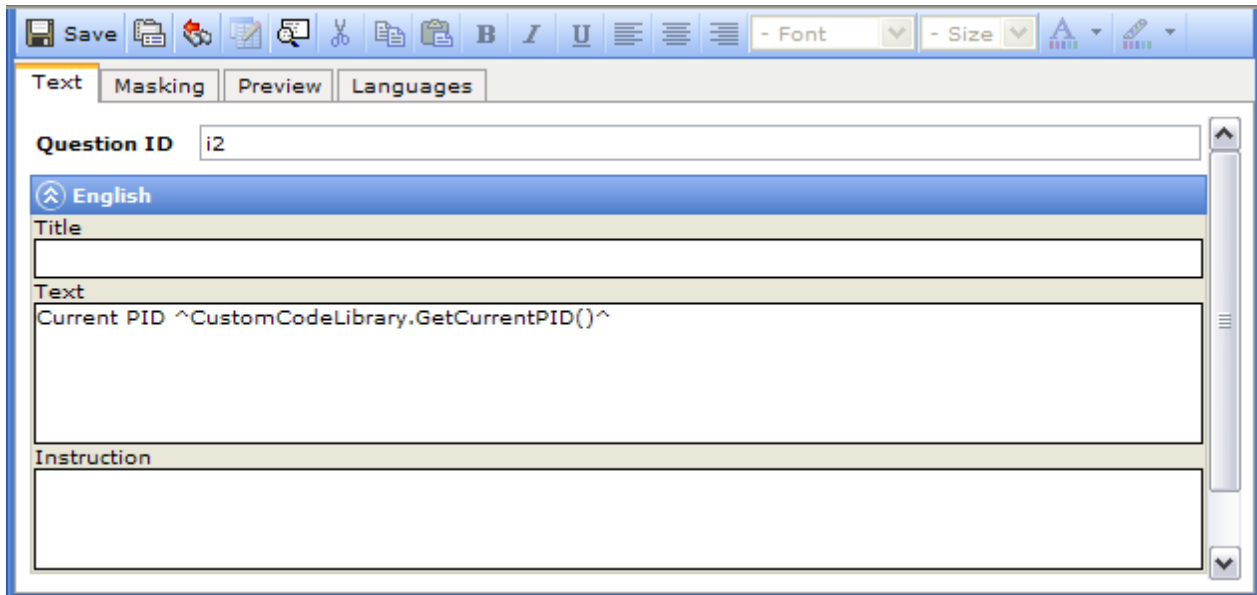 Save B I U - Font - Size A
Text Masking Preview Languages
Question ID i2
English
Title
Text
Current PID ^CustomCodeLibrary.GetCurrentPID()^
Instruction